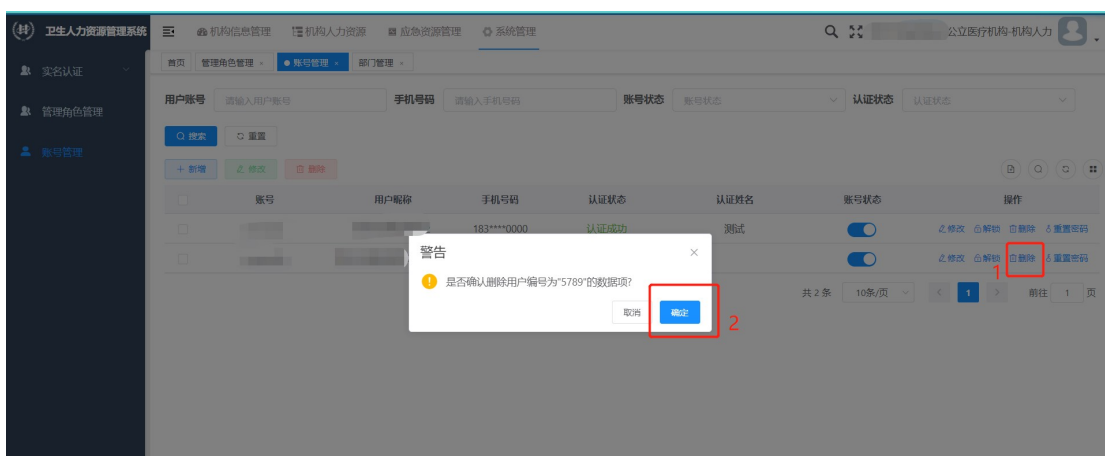 卫生人力资源管理系统 机构信息管理 机构人力资源 应急资源管理 系统管理 公立医疗机构-机构人力
实名认证
管理角色管理
账号管理
首页 管理角色管理 × ● 账号管理 × 部门管理 ×
用户账号 请输入用户账号 手机号码 请输入手机号码 账号状态 账号状态 认证状态 认证状态
搜索 重置
+ 新增 修改 删除
账号 用户昵称 手机号码 认证状态 认证姓名 账号状态 操作
183****0000 认证成功 测试 修改 解锁 删除 重置密码
修改 解锁 删除 重置密码
1
警告 ×
是否确认删除用户编号为"5789"的数据项?
取消 确定
2
共 2 条 10条/页 < 1 > 前往 1 页